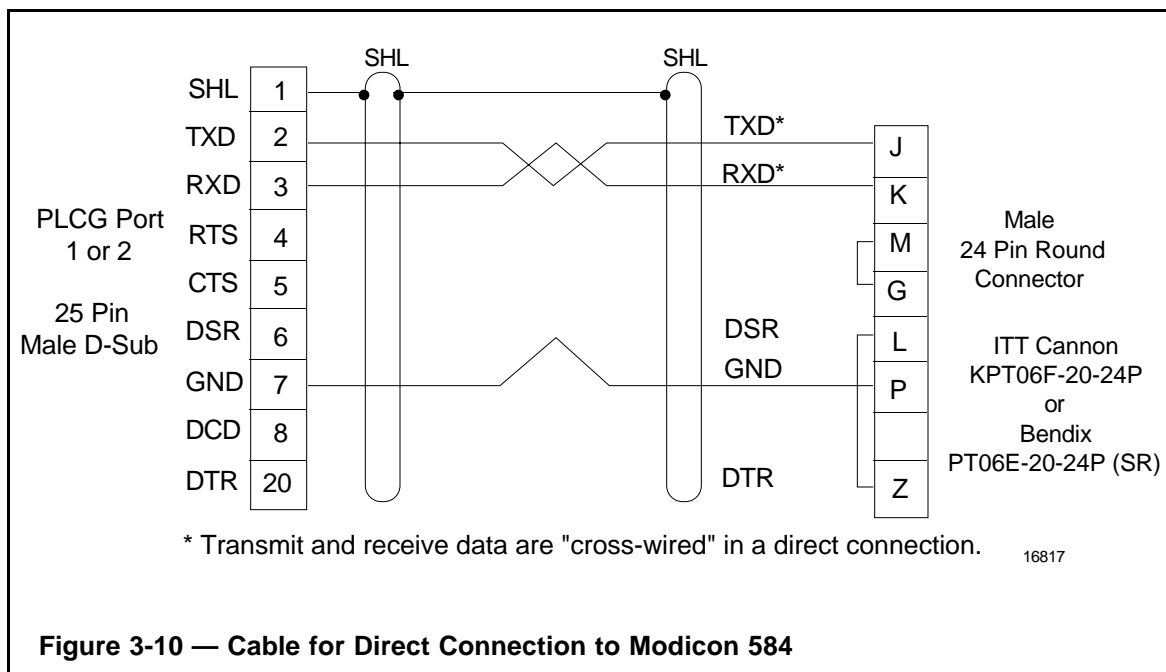 SHL SHL
SHL 1
TXD 2 TXD* J
RXD 3 RXD* K
PLCG Port
1 or 2
RTS 4 M
CTS 5 G
Male
24 Pin Round
Connector
25 Pin
Male D-Sub
DSR 6 DSR L
GND 7 GND P
DCD 8
DTR 20 DTR Z
ITT Cannon
KPT06F-20-24P
or
Bendix
PT06E-20-24P (SR)
* Transmit and receive data are "cross-wired" in a direct connection.
16817
Figure 3-10 — Cable for Direct Connection to Modicon 584